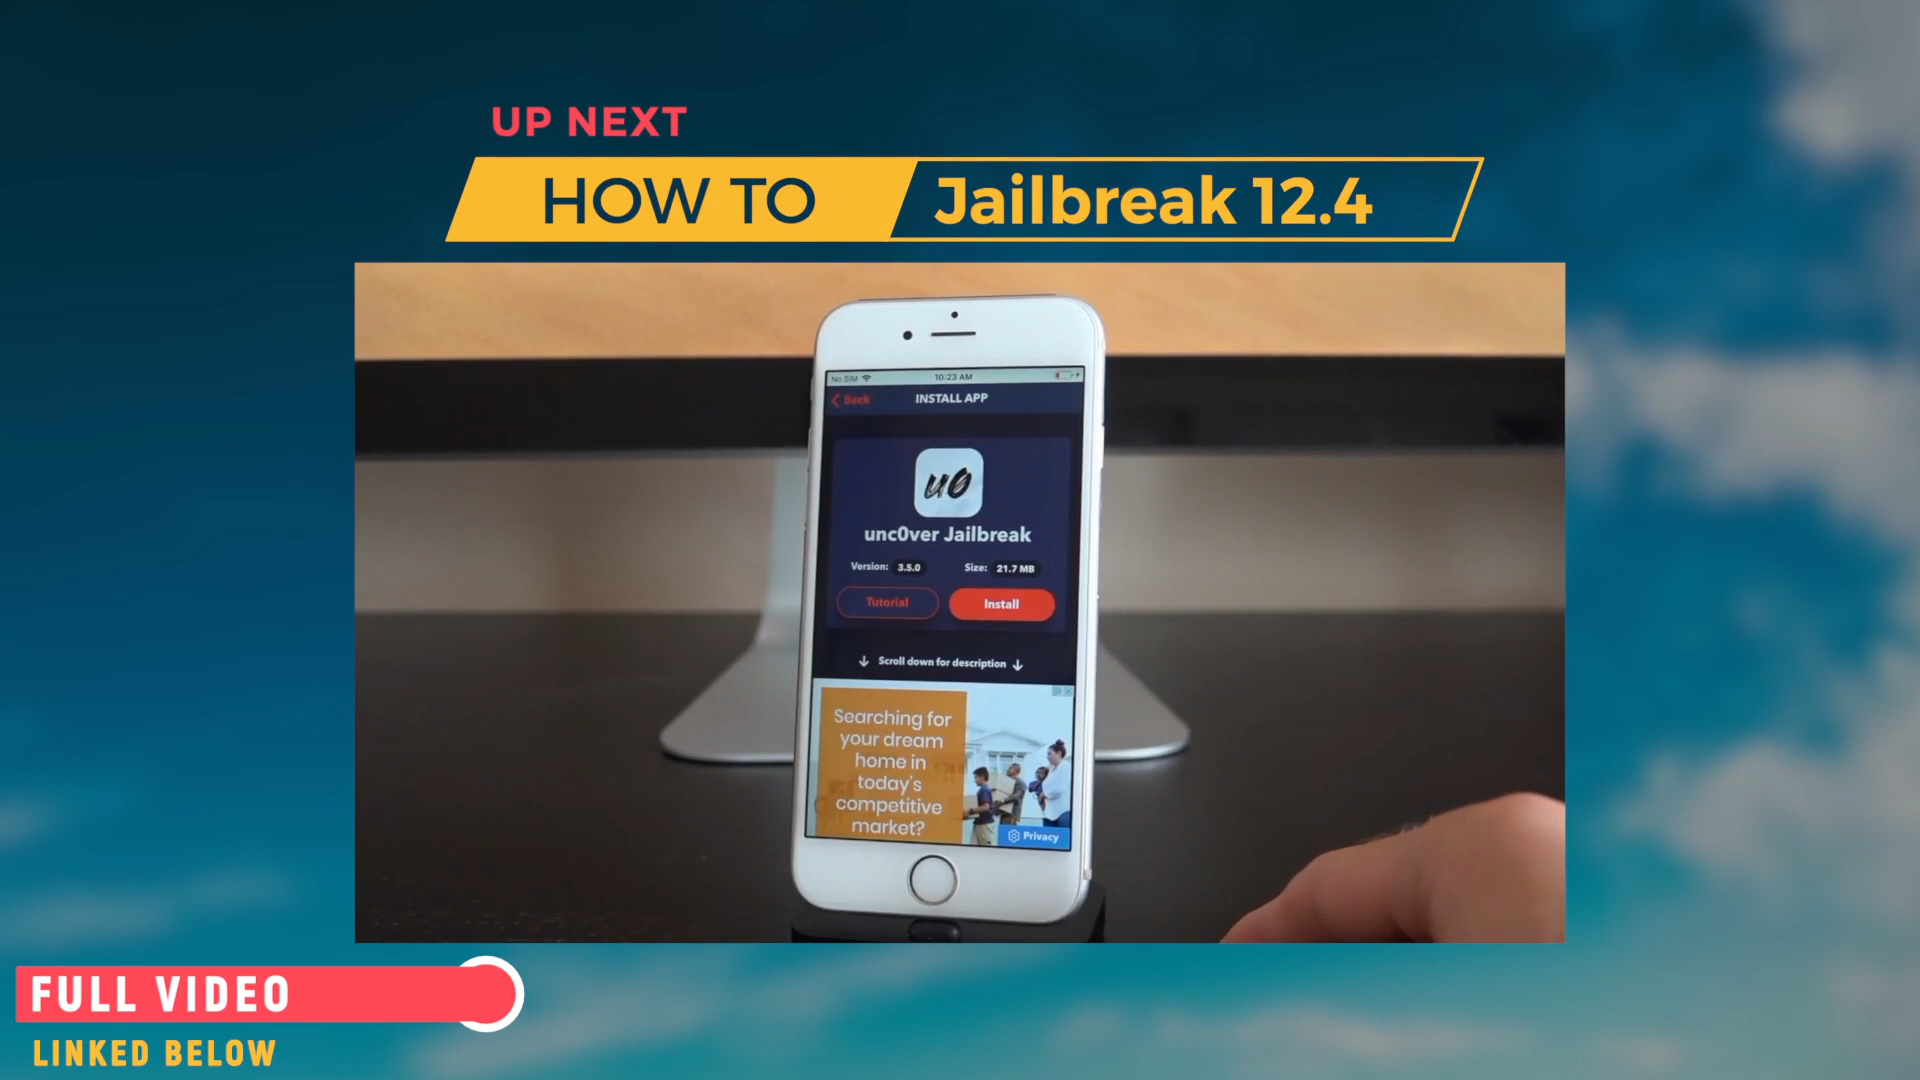 UP NEXT
HOW TO Jailbreak 12.4
No SIM 10:23 AM
Back INSTALL APP
u0
unc0ver Jailbreak
Version: 3.5.0 Size: 21.7 MB
Tutorial Install
↓ Scroll down for description ↓
Searching for
your dream
home in
today's
competitive
market?
Privacy
FULL VIDEO
LINKED BELOW